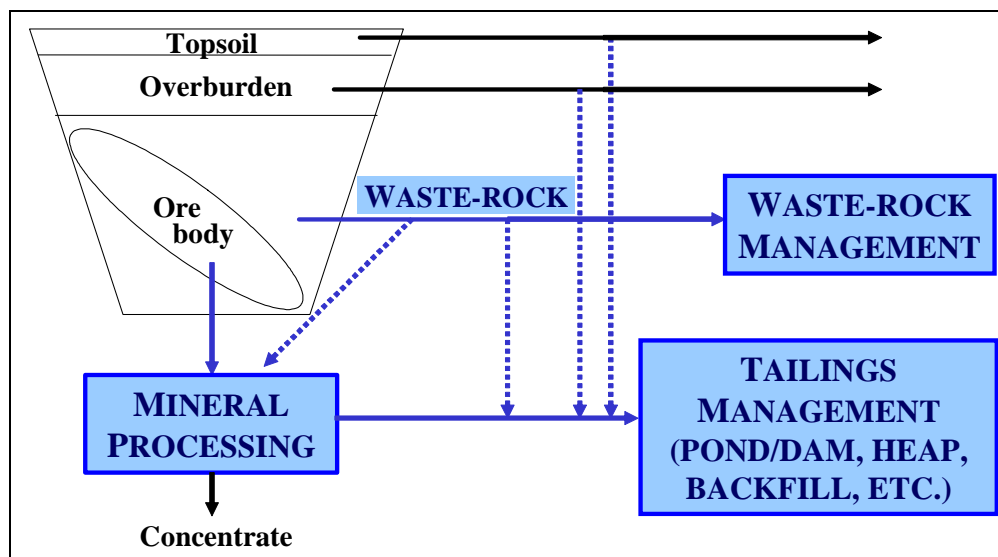 Topsoil
Overburden
Ore
body
WASTE-ROCK
WASTE-ROCK
MANAGEMENT
MINERAL
PROCESSING
TAILINGS
MANAGEMENT
(POND/DAM, HEAP,
BACKFILL, ETC.)
Concentrate